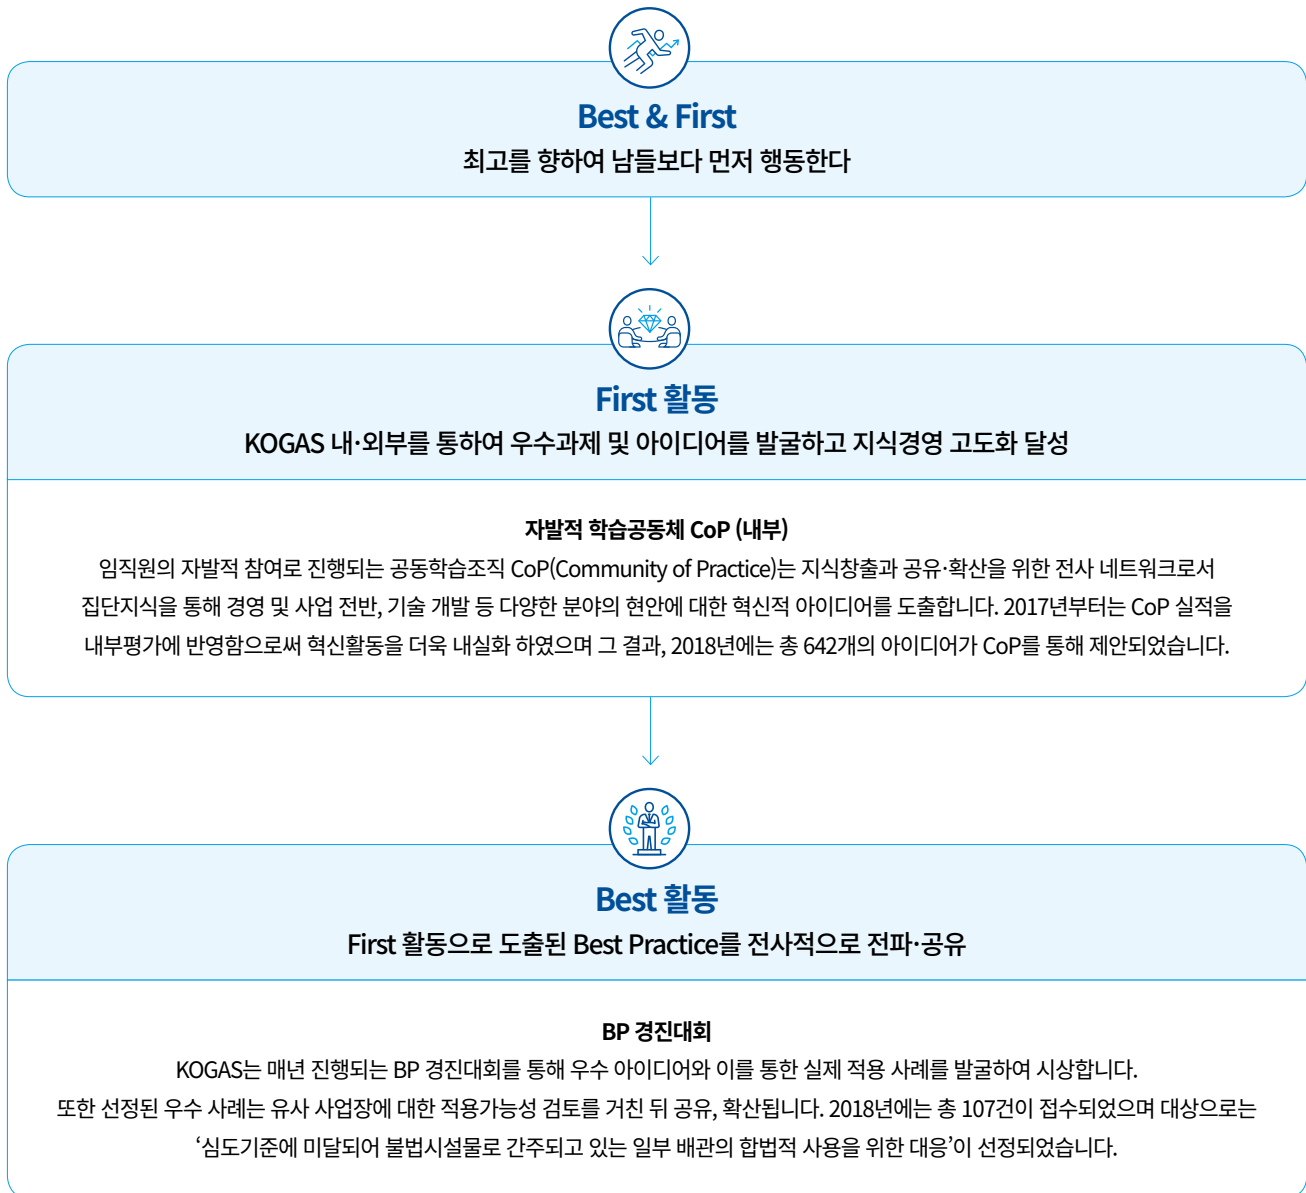 Best & First
최고를 향하여 남들보다 먼저 행동한다
First 활동
KOGAS 내·외부를 통하여 우수과제 및 아이디어를 발굴하고 지식경영 고도화 달성
자발적 학습공동체 CoP (내부)
임직원의 자발적 참여로 진행되는 공동학습조직 CoP(Community of Practice)는 지식창출과 공유·확산을 위한 전사 네트워크로서
집단지식을 통해 경영 및 사업 전반, 기술 개발 등 다양한 분야의 현안에 대한 혁신적 아이디어를 도출합니다. 2017년부터는 CoP 실적을
내부평가에 반영함으로써 혁신활동을 더욱 내실화 하였으며 그 결과, 2018년에는 총 642개의 아이디어가 CoP를 통해 제안되었습니다.
Best 활동
First 활동으로 도출된 Best Practice를 전사적으로 전파·공유
BP 경진대회
KOGAS는 매년 진행되는 BP 경진대회를 통해 우수 아이디어와 이를 통한 실제 적용 사례를 발굴하여 시상합니다.
또한 선정된 우수 사례는 유사 사업장에 대한 적용가능성 검토를 거친 뒤 공유, 확산됩니다. 2018년에는 총 107건이 접수되었으며 대상으로는
‘심도기준에 미달되어 불법시설물로 간주되고 있는 일부 배관의 합법적 사용을 위한 대응’이 선정되었습니다.